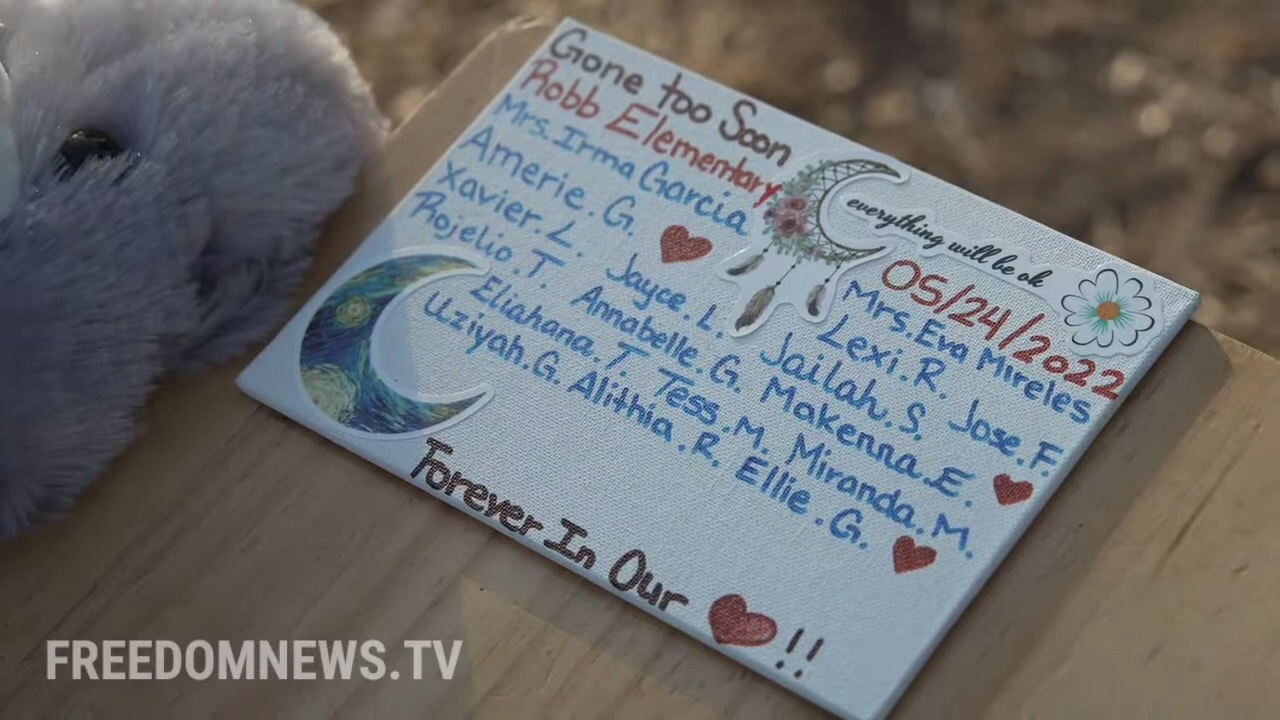 Gone too Soon
everything will be ok
Robb Elementary 05/24/2022
Mrs. Irma Garcia Mrs. Eva Mireles
Amerie. G. Lexi. R. Jose. F.
Xavier. L. Jayce. L. Jailah. S.
Rojelio. T. Annabelle. G. Makenna. E.
Eliahana. T. Tess. M. Miranda. M.
Uziyah. G. Alithia. R. Ellie. G.
Forever In Our ❤!!
FREEDOMNEWS.TV